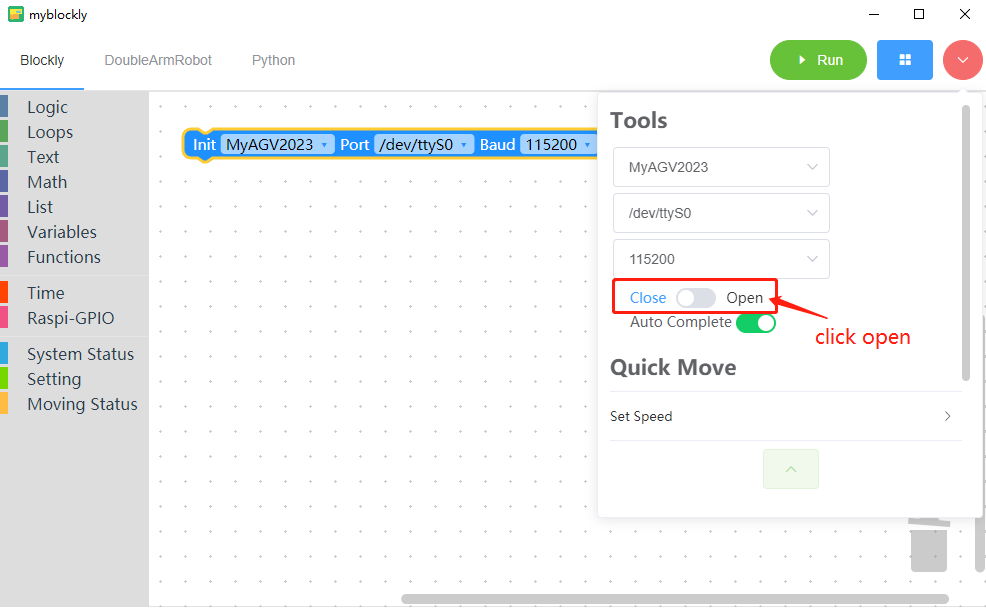 myblockly
Blockly DoubleArmRobot Python Run
Logic
Loops
Text
Math
List
Variables
Functions
Time
Raspi-GPIO
System Status
Setting
Moving Status
Init MyAGV2023 Port /dev/ttyS0 Baud 115200
Tools
MyAGV2023
/dev/ttyS0
115200
Close Open
Auto Complete
click open
Quick Move
Set Speed